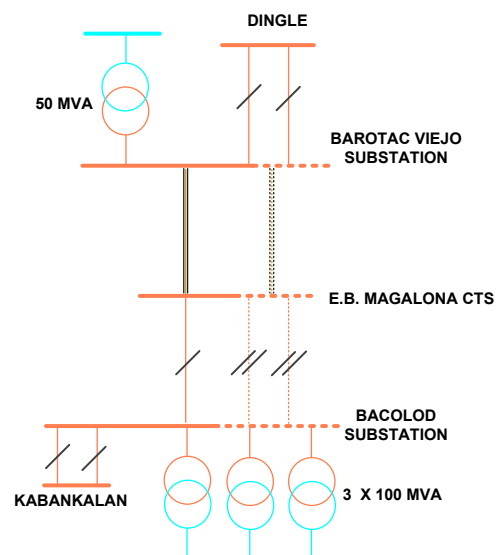 DINGLE
50 MVA
BAROTAC VIEJO
SUBSTATION
E.B. MAGALONA CTS
BACOLOD
SUBSTATION
KABANKALAN
3 X 100 MVA